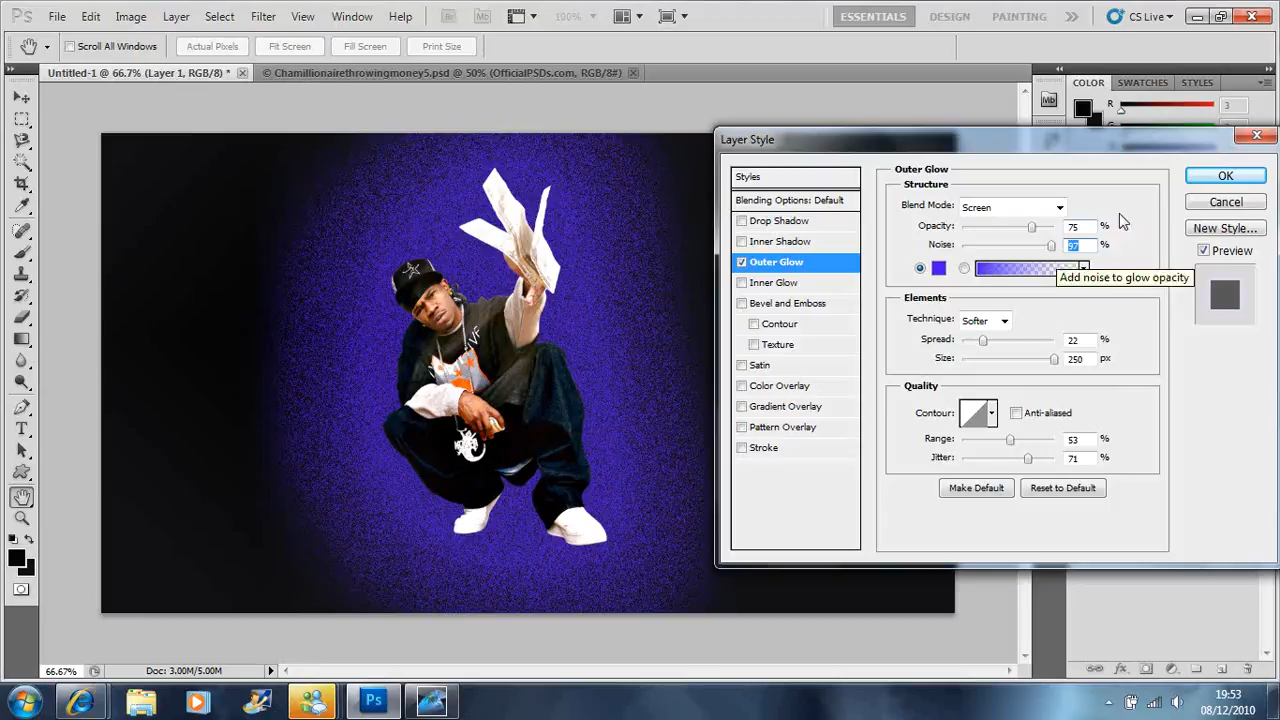 Ps File Edit Image Layer Select Filter View Window Help Br Mb 100% ESSENTIALS DESIGN PAINTING CS Live
Scroll All Windows Actual Pixels Fit Screen Fill Screen Print Size
Untitled-1 @ 66.7% (Layer 1, RGB/8) * © Chamillionairethrowingmoney5.psd @ 50% (OfficialPSDs.com, RGB/8#)
COLOR SWATCHES STYLES
Mb
R 3
G
Layer Style
Styles
Blending Options: Default
Drop Shadow
Inner Shadow
Outer Glow
Inner Glow
Bevel and Emboss
Contour
Texture
Satin
Color Overlay
Gradient Overlay
Pattern Overlay
Stroke
Outer Glow
Structure
Blend Mode: Screen
Opacity: 75 %
Noise: 97 %
Add noise to glow opacity
Elements
Technique: Softer
Spread: 22 %
Size: 250 px
Quality
Contour: Anti-aliased
Range: 53 %
Jitter: 71 %
Make Default Reset to Default
OK
Cancel
New Style...
Preview
66.67% Doc: 3.00M/5.00M
Ps
19:53
08/12/2010